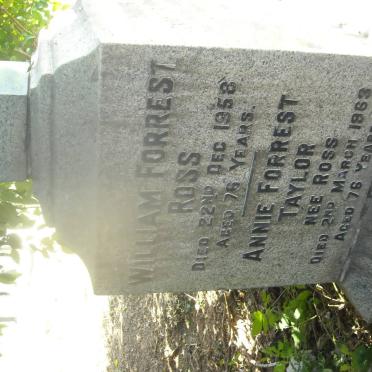 WILLIAM FORREST
ROSS
DIED 22ND DEC 1958
AGED 76 YEARS.
ANNIE FORREST
TAYLOR
NEE ROSS
DIED 2ND MARCH 1963
AGED 76 YEARS